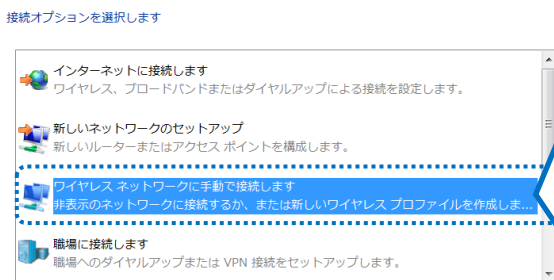 接続オプションを選択します
インターネットに接続します
ワイヤレス、ブロードバンドまたはダイヤルアップによる接続を設定します。
新しいネットワークのセットアップ
新しいルーターまたはアクセス ポイントを構成します。
ワイヤレス ネットワークに手動で接続します
非表示のネットワークに接続するか、または新しいワイヤレス プロファイルを作成しま...
職場に接続します
職場へのダイヤルアップまたは VPN 接続をセットアップします。